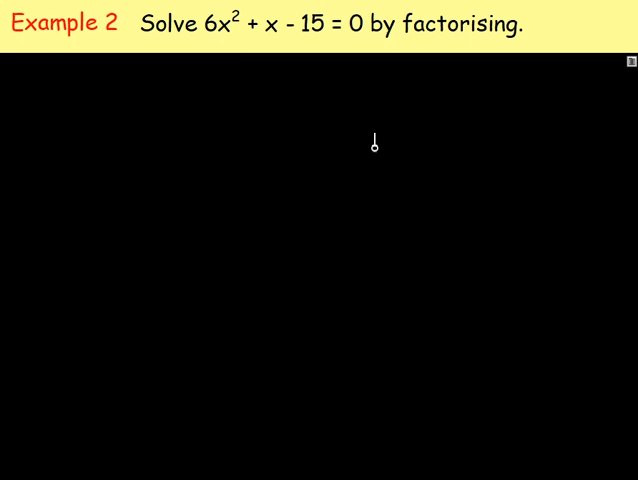 Example 2 Solve 6x² + x - 15 = 0 by factorising.